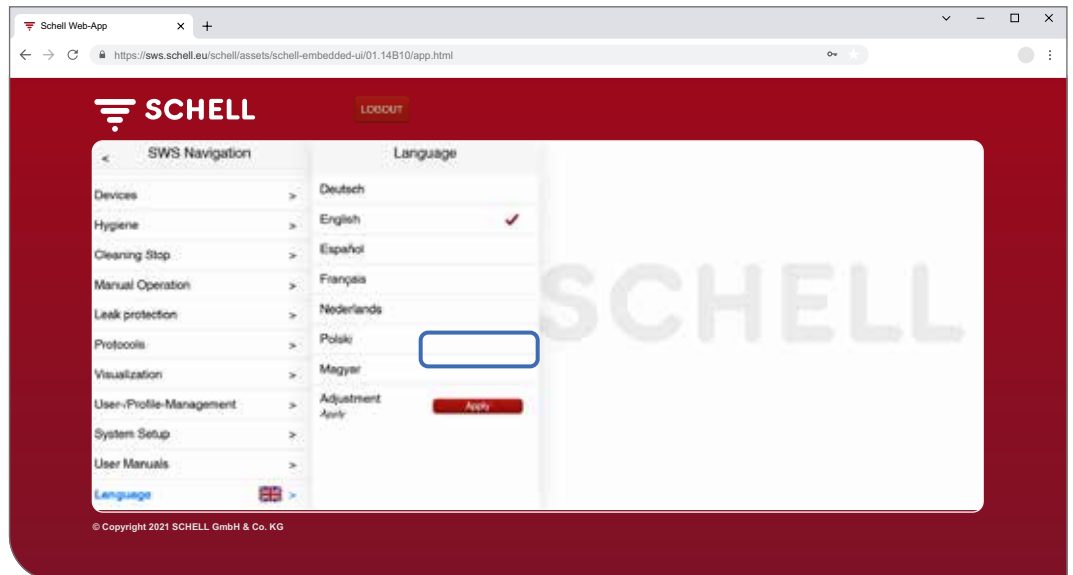 Schell Web-App
https://sws.schell.eu/schell/assets/schell-embedded-ui/01.14B10/app.html
SCHELL
LOGOUT
< SWS Navigation
Language
Devices >
Hygiene >
Cleaning Stop >
Manual Operation >
Leak protection >
Protocols >
Visualization >
User-/Profile-Management >
System Setup >
User Manuals >
Language >
Deutsch
English
Español
Français
Nederlands
Polski
Magyar
Adjustment
Apply
Apply
SCHELL
© Copyright 2021 SCHELL GmbH & Co. KG